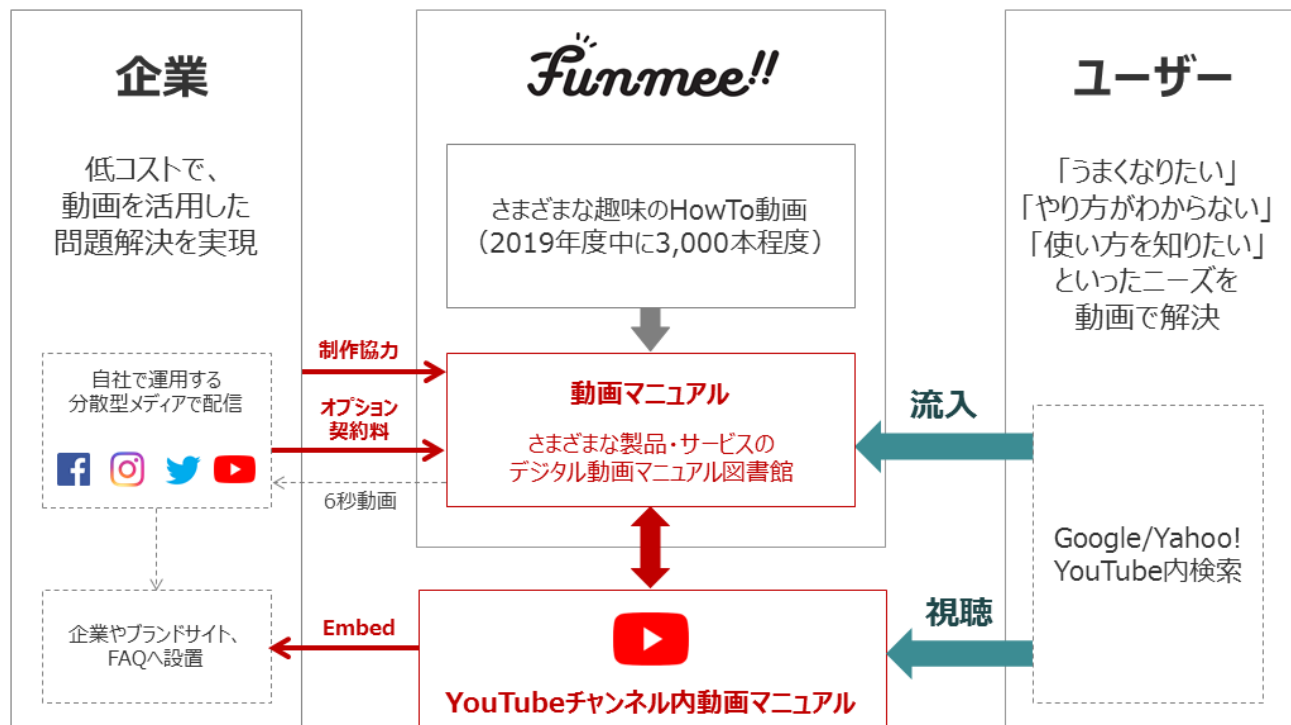 企業
低コストで、
動画を活用した
問題解決を実現
自社で運用する
分散型メディアで配信
企業やブランドサイト、
FAQへ設置
制作協力
オプション
契約料
6秒動画
Embed
Funmee!!
さまざまな趣味のHowTo動画
（2019年度中に3,000本程度）
動画マニュアル
さまざまな製品・サービスの
デジタル動画マニュアル図書館
YouTubeチャンネル内動画マニュアル
流入
視聴
ユーザー
「うまくなりたい」
「やり方がわからない」
「使い方を知りたい」
といったニーズを
動画で解決
Google/Yahoo!
YouTube内検索